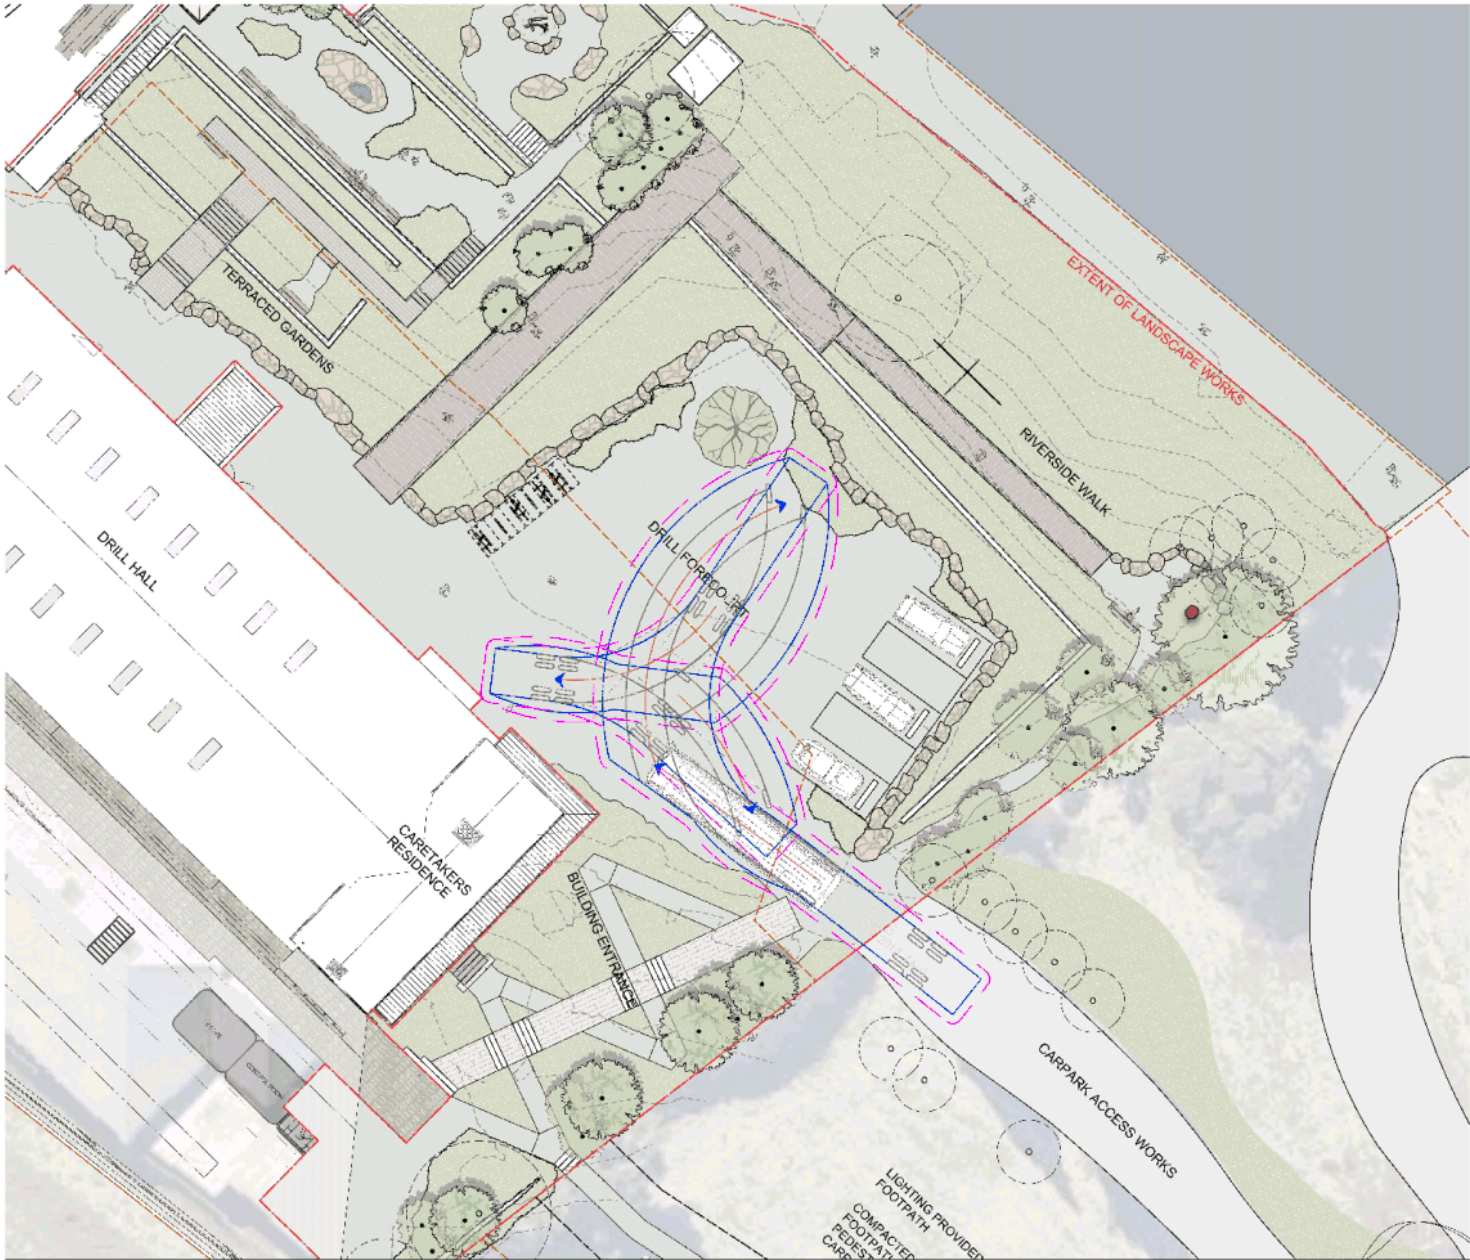 EXTENT OF LANDSCAPE WORKS
TERRACED GARDENS
RIVERSIDE WALK
DRILL HALL
DRILL FORECOURT
CARETAKERS
RESIDENCE
BUILDING ENTRANCE
CARPARK ACCESS WORKS
LIGHTING PROVIDED
FOOTPATH
COMPACTED
FOOTPATH